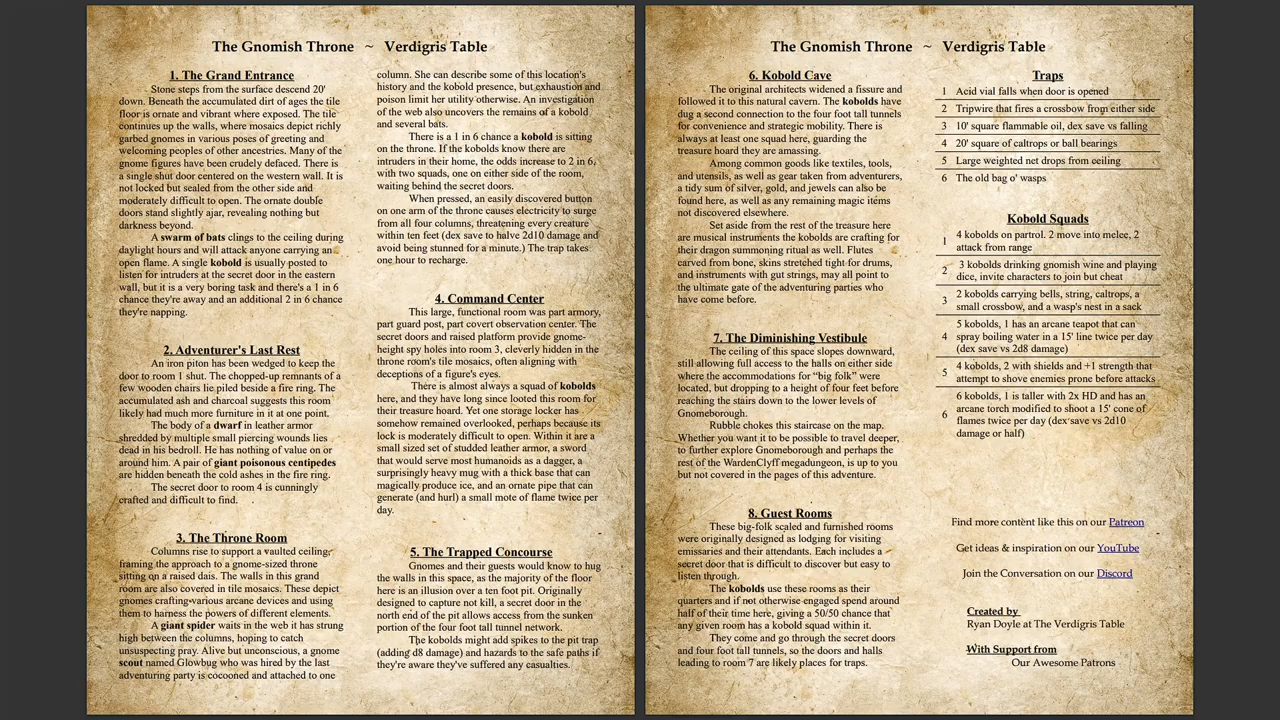 The Gnomish Throne ~ Verdigris Table
1. The Grand Entrance
Stone steps from the surface descend 20'
down. Beneath the accumulated dirt of ages the tile
floor is ornate and vibrant where exposed. The tile
continues up the walls, where mosaics depict richly
garbed gnomes in various poses of greeting and
welcoming peoples of other ancestries. Many of the
gnome figures have been crudely defaced. There is
a single shut door centered on the western wall. It is
not locked but sealed from the other side and
moderately difficult to open. The ornate double
doors stand slightly ajar, revealing nothing but
darkness beyond.
A swarm of bats clings to the ceiling during
daylight hours and will attack anyone carrying an
open flame. A single kobold is usually posted to
listen for intruders at the secret door in the eastern
wall, but it is a very boring task and there's a 1 in 6
chance they're away and an additional 2 in 6 chance
they're napping.
2. Adventurer's Last Rest
An iron piton has been wedged to keep the
door to room 1 shut. The chopped-up remnants of a
few wooden chairs lie piled beside a fire ring. The
accumulated ash and charcoal suggests this room
likely had much more furniture in it at one point.
The body of a dwarf in leather armor
shredded by multiple small piercing wounds lies
dead in his bedroll. He has nothing of value on or
around him. A pair of giant poisonous centipedes
are hidden beneath the cold ashes in the fire ring.
The secret door to room 4 is cunningly
crafted and difficult to find.
3. The Throne Room
Columns rise to support a vaulted ceiling,
framing the approach to a gnome-sized throne
sitting on a raised dais. The walls in this grand
room are also covered in tile mosaics. These depict
gnomes crafting various arcane devices and using
them to harness the powers of different elements.
A giant spider waits in the web it has strung
high between the columns, hoping to catch
unsuspecting pray. Alive but unconscious, a gnome
scout named Glowbug who was hired by the last
adventuring party is cocooned and attached to one
column. She can describe some of this location's
history and the kobold presence, but exhaustion and
poison limit her utility otherwise. An investigation
of the web also uncovers the remains of a kobold
and several bats.
There is a 1 in 6 chance a kobold is sitting
on the throne. If the kobolds know there are
intruders in their home, the odds increase to 2 in 6,
with two squads, one on either side of the room,
waiting behind the secret doors.
When pressed, an easily discovered button
on one arm of the throne causes electricity to surge
from all four columns, threatening every creature
within ten feet (dex save to halve 2d10 damage and
avoid being stunned for a minute.) The trap takes
one hour to recharge.
4. Command Center
This large, functional room was part armory,
part guard post, part covert observation center. The
secret doors and raised platform provide gnome-
height spy holes into room 3, cleverly hidden in the
throne room's tile mosaics, often aligning with
deceptions of a figure's eyes.
There is almost always a squad of kobolds
here, and they have long since looted this room for
their treasure hoard. Yet one storage locker has
somehow remained overlooked, perhaps because its
lock is moderately difficult to open. Within it are a
small sized set of studded leather armor, a sword
that would serve most humanoids as a dagger, a
surprisingly heavy mug with a thick base that can
magically produce ice, and an ornate pipe that can
generate (and hurl) a small mote of flame twice per
day.
5. The Trapped Concourse
Gnomes and their guests would know to hug
the walls in this space, as the majority of the floor
here is an illusion over a ten foot pit. Originally
designed to capture not kill, a secret door in the
north end of the pit allows access from the sunken
portion of the four foot tall tunnel network.
The kobolds might add spikes to the pit trap
(adding d8 damage) and hazards to the safe paths if
they're aware they've suffered any casualties.
The Gnomish Throne ~ Verdigris Table
6. Kobold Cave
The original architects widened a fissure and
followed it to this natural cavern. The kobolds have
dug a second connection to the four foot tall tunnels
for convenience and strategic mobility. There is
always at least one squad here, guarding the
treasure hoard they are amassing.
Among common goods like textiles, tools,
and utensils, as well as gear taken from adventurers,
a tidy sum of silver, gold, and jewels can also be
found here, as well as any remaining magic items
not discovered elsewhere.
Set aside from the rest of the treasure here
are musical instruments the kobolds are crafting for
their dragon summoning ritual as well. Flutes
carved from bone, skins stretched tight for drums,
and instruments with gut strings, may all point to
the ultimate gate of the adventuring parties who
have come before.
7. The Diminishing Vestibule
The ceiling of this space slopes downward,
still allowing full access to the halls on either side
where the accommodations for “big folk” were
located, but dropping to a height of four feet before
reaching the stairs down to the lower levels of
Gnomeborough.
Rubble chokes this staircase on the map.
Whether you want it to be possible to travel deeper,
to further explore Gnomeborough and perhaps the
rest of the WardenClyff megadungeon, is up to you
but not covered in the pages of this adventure.
8. Guest Rooms
These big-folk scaled and furnished rooms
were originally designed as lodging for visiting
emissaries and their attendants. Each includes a
secret door that is difficult to discover but easy to
listen through.
The kobolds use these rooms as their
quarters and if not otherwise engaged spend around
half of their time here, giving a 50/50 chance that
any given room has a kobold squad within it.
They come and go through the secret doors
and four foot tall tunnels, so the doors and halls
leading to room 7 are likely places for traps.
Traps
1 Acid vial falls when door is opened
2 Tripwire that fires a crossbow from either side
3 10' square flammable oil, dex save vs falling
4 20' square of caltrops or ball bearings
5 Large weighted net drops from ceiling
6 The old bag o' wasps
Kobold Squads
1 4 kobolds on partrol. 2 move into melee, 2
attack from range
2 3 kobolds drinking gnomish wine and playing
dice, invite characters to join but cheat
3 2 kobolds carrying bells, string, caltrops, a
small crossbow, and a wasp's nest in a sack
4 5 kobolds, 1 has an arcane teapot that can
spray boiling water in a 15' line twice per day
(dex save vs 2d8 damage)
5 4 kobolds, 2 with shields and +1 strength that
attempt to shove enemies prone before attacks
6 6 kobolds, 1 is taller with 2x HD and has an
arcane torch modified to shoot a 15' cone of
flames twice per day (dex save vs 2d10
damage or half)
Find more content like this on our Patreon
Get ideas & inspiration on our YouTube
Join the Conversation on our Discord
Created by
Ryan Doyle at The Verdigris Table
With Support from
Our Awesome Patrons